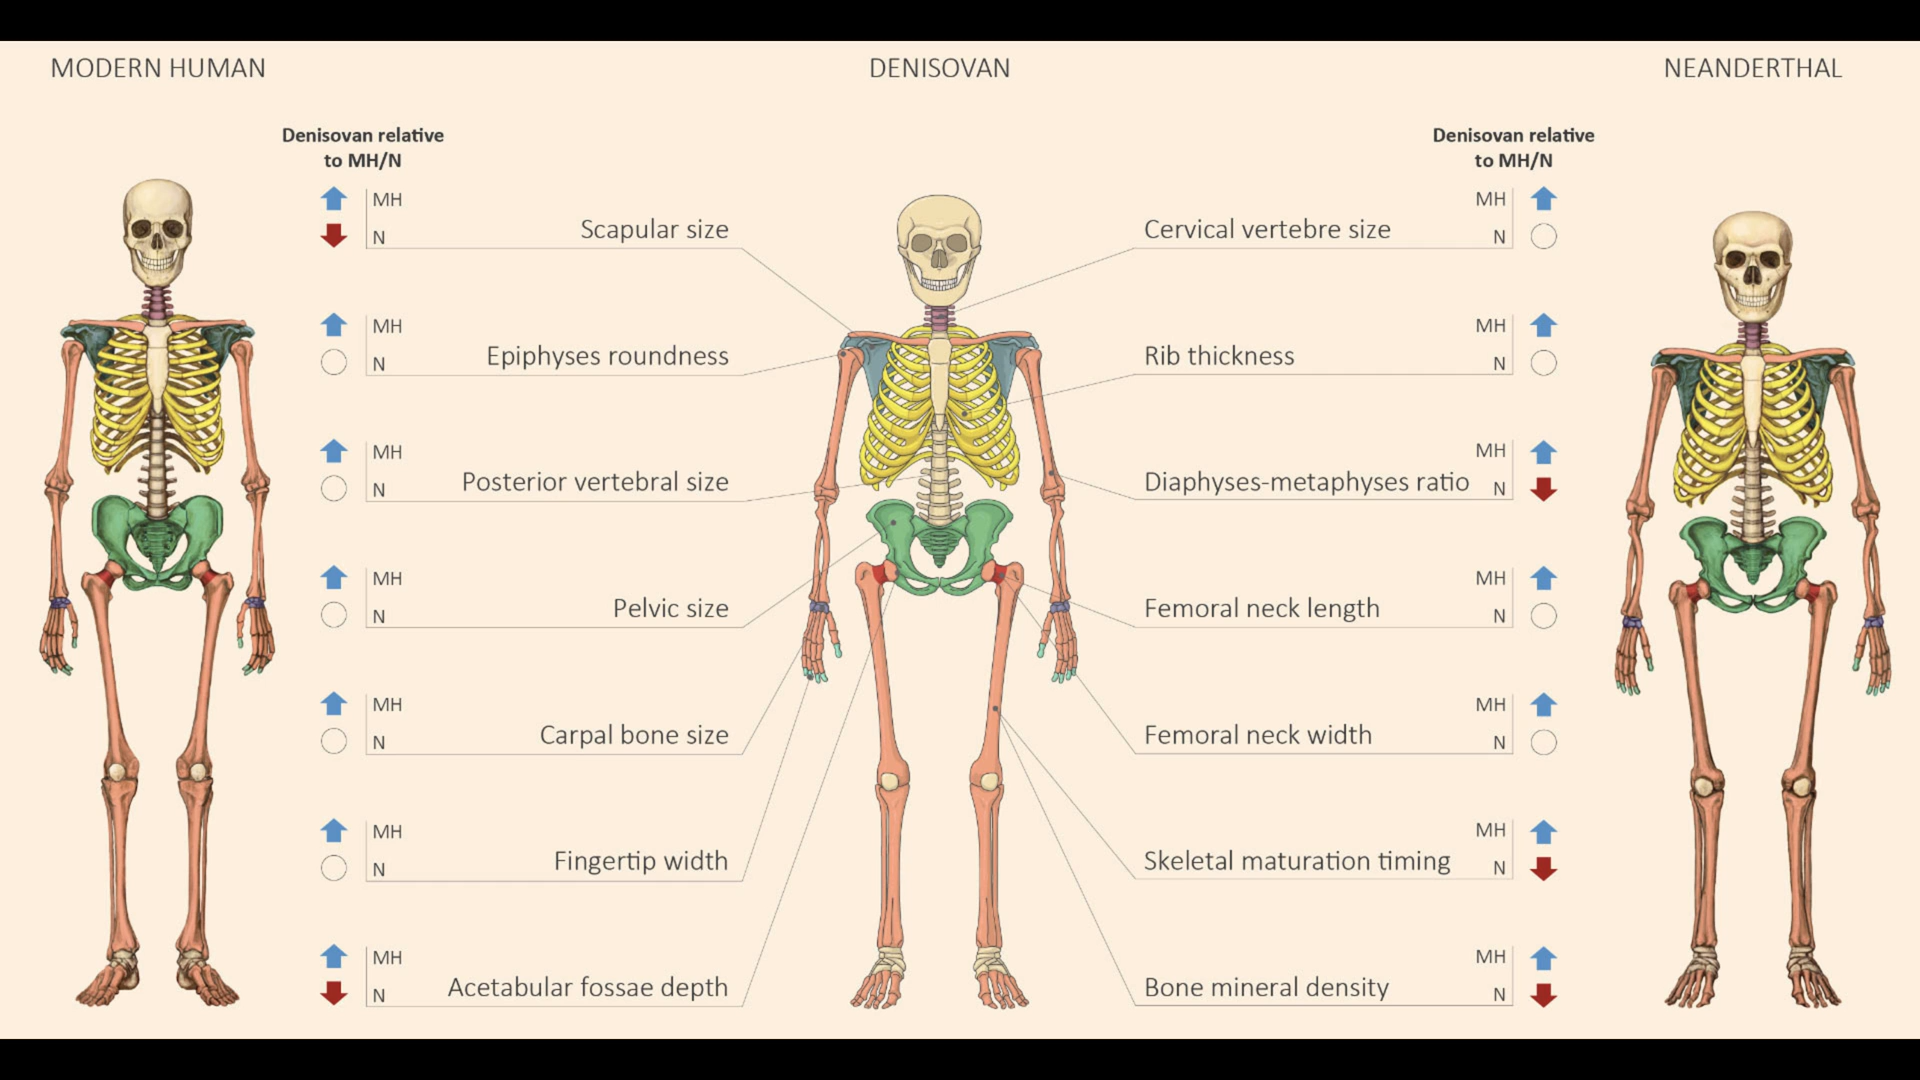 MODERN HUMAN
DENISOVAN
NEANDERTHAL
Denisovan relative
to MH/N
MH
N
Scapular size
MH
N
Epiphyses roundness
MH
N
Posterior vertebral size
MH
N
Pelvic size
MH
N
Carpal bone size
MH
N
Fingertip width
MH
N
Acetabular fossae depth
Denisovan relative
to MH/N
Cervical vertebre size
MH
N
Rib thickness
MH
N
Diaphyses-metaphyses ratio
MH
N
Femoral neck length
MH
N
Femoral neck width
MH
N
Skeletal maturation timing
MH
N
Bone mineral density
MH
N